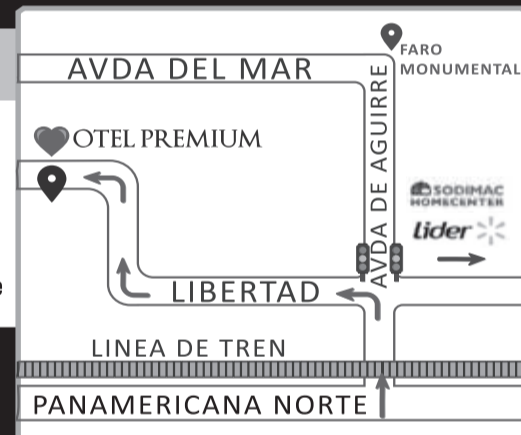 FARO
MONUMENTAL
AVDA DEL MAR
AVDA DE AGUIRRE
OTEL PREMIUM
SODIMAC
HOMECENTER
lider
LIBERTAD
LINEA DE TREN
PANAMERICANA NORTE
e